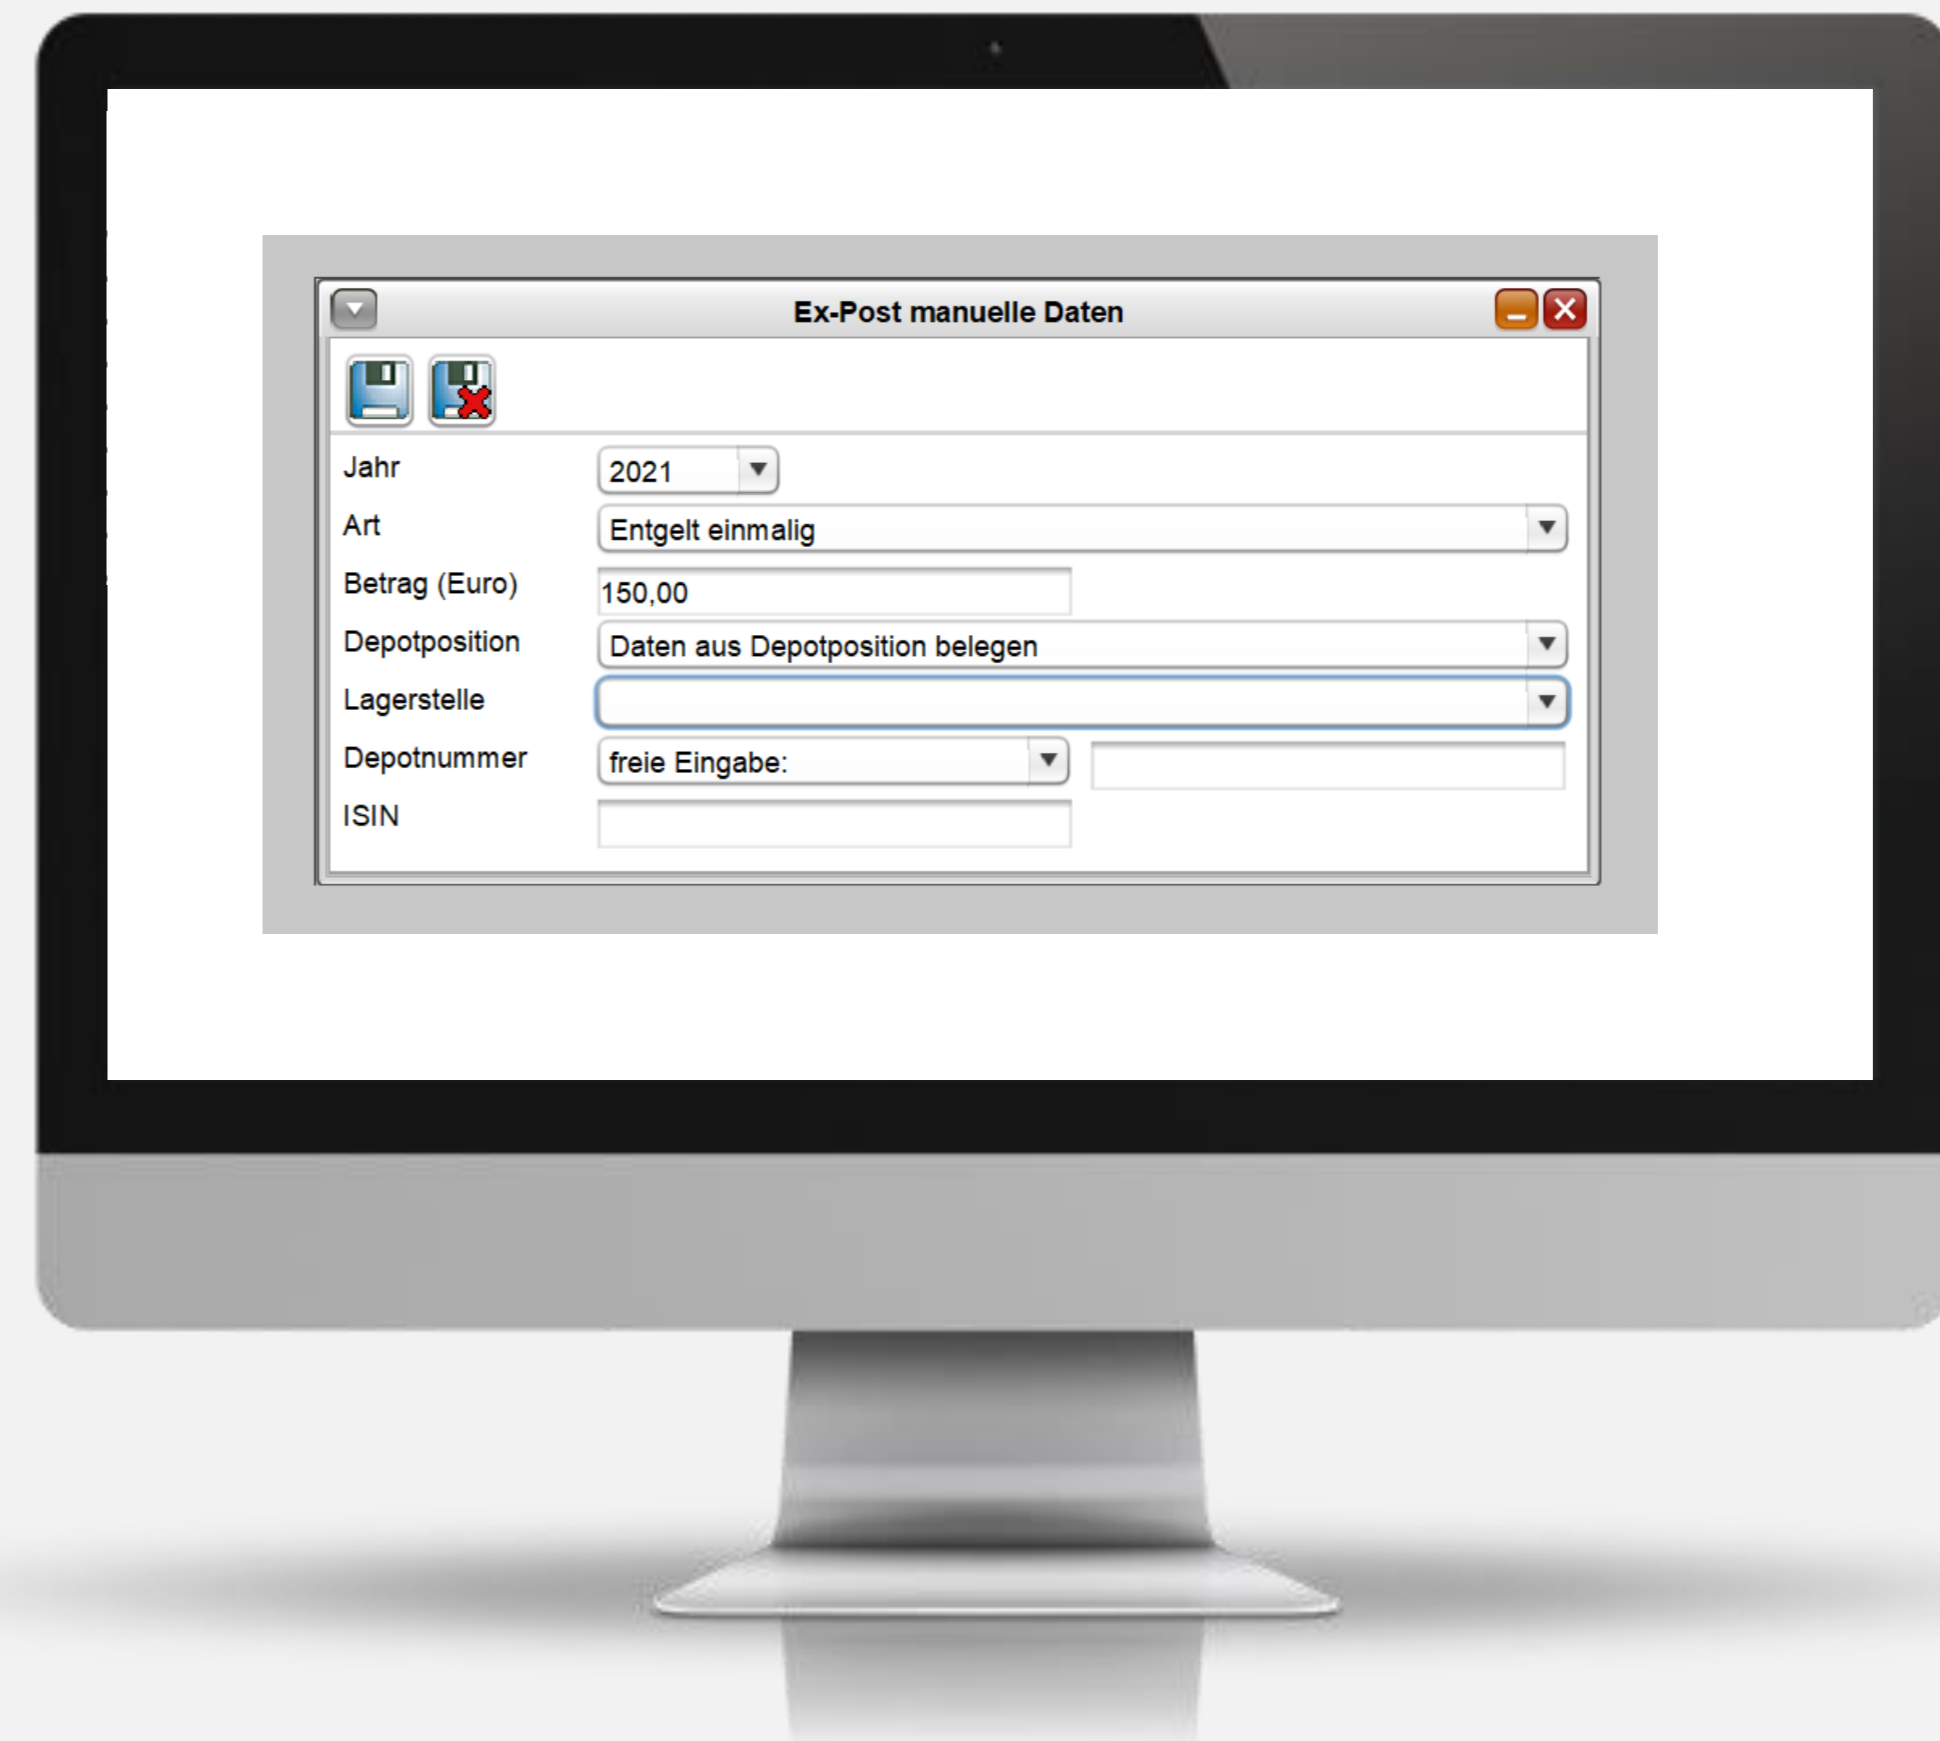 Ex-Post manuelle Daten
Jahr 2021
Art Entgelt einmalig
Betrag (Euro) 150,00
Depotposition Daten aus Depotposition belegen
Lagerstelle
Depotnummer freie Eingabe:
ISIN